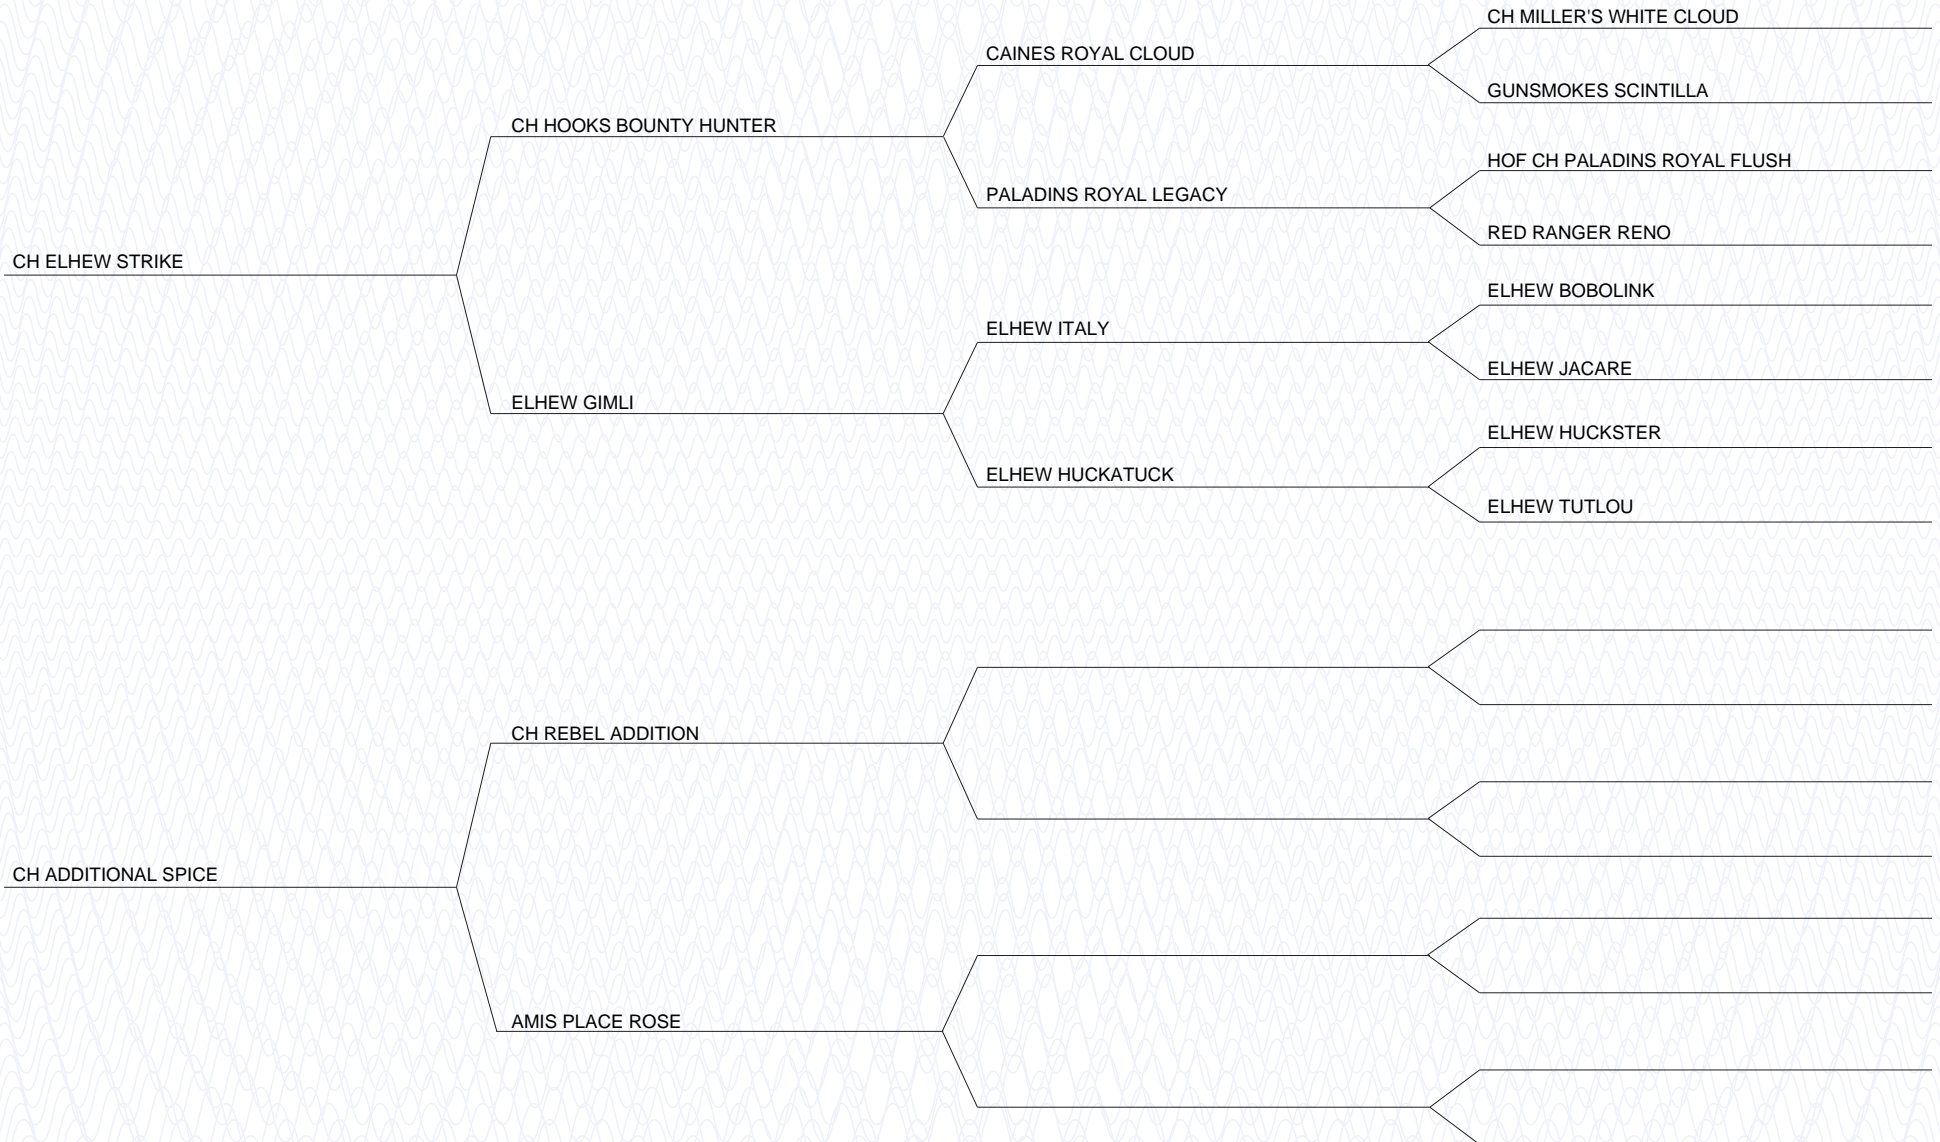 CH MILLER'S WHITE CLOUD
CAINES ROYAL CLOUD
GUNSMOKES SCINTILLA
CH HOOKS BOUNTY HUNTER
HOF CH PALADINS ROYAL FLUSH
PALADINS ROYAL LEGACY
RED RANGER RENO
CH ELHEW STRIKE
ELHEW BOBOLINK
ELHEW ITALY
ELHEW JACARE
ELHEW GIMLI
ELHEW HUCKSTER
ELHEW HUCKATUCK
ELHEW TUTLOU
CH REBEL ADDITION
CH ADDITIONAL SPICE
AMIS PLACE ROSE